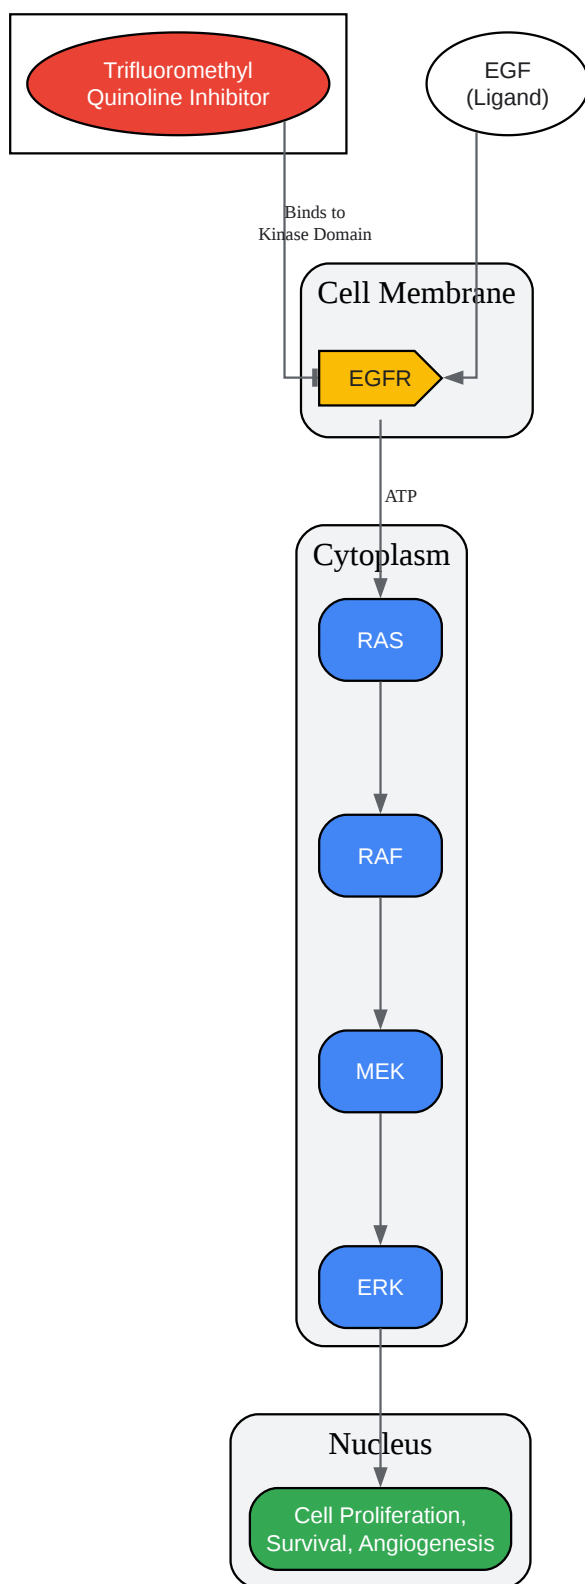 Trifluoromethyl
Quinoline Inhibitor
EGF
(Ligand)
Binds to
Kinase Domain
Cell Membrane
EGFR
ATP
Cytoplasm
RAS
RAF
MEK
ERK
Nucleus
Cell Proliferation,
Survival, Angiogenesis